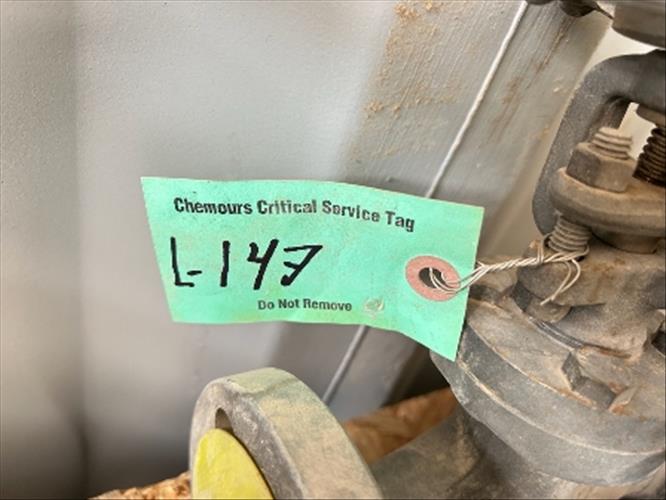 Chemours Critical Service Tag
L-147
Do Not Remove